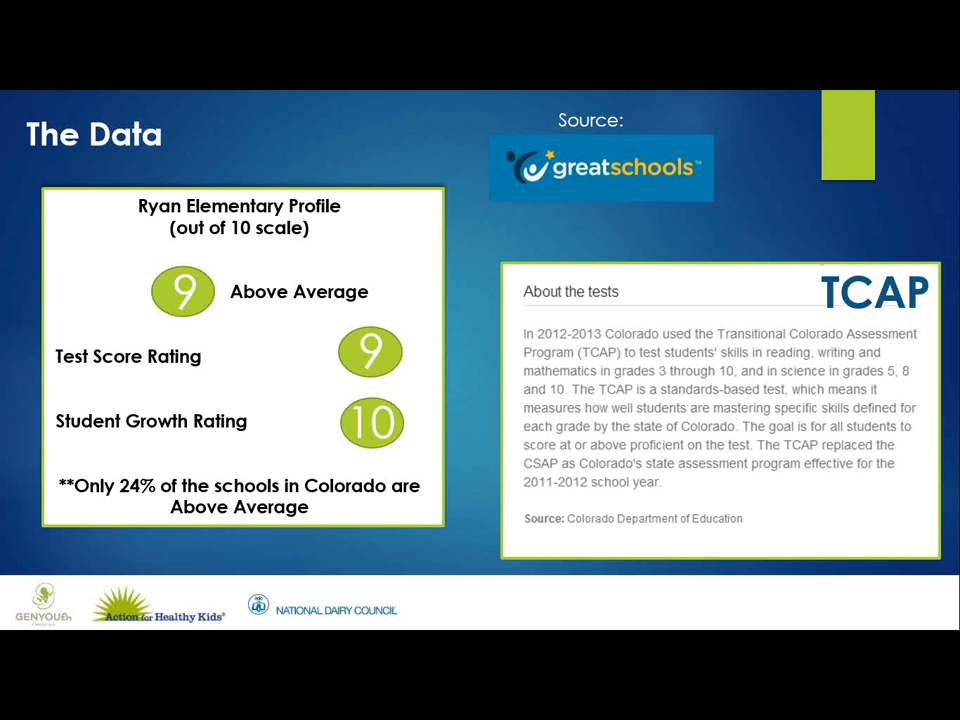 The Data
Source:
greatschools™
Ryan Elementary Profile
(out of 10 scale)
9
Above Average
Test Score Rating
9
Student Growth Rating
10
**Only 24% of the schools in Colorado are
Above Average
TCAP
About the tests
In 2012-2013 Colorado used the Transitional Colorado Assessment
Program (TCAP) to test students' skills in reading, writing and
mathematics in grades 3 through 10, and in science in grades 5, 8
and 10. The TCAP is a standards-based test, which means it
measures how well students are mastering specific skills defined for
each grade by the state of Colorado. The goal is for all students to
score at or above proficient on the test. The TCAP replaced the
CSAP as Colorado's state assessment program effective for the
2011-2012 school year.
Source: Colorado Department of Education
GENYOUth
Action for Healthy Kids®
NATIONAL DAIRY COUNCIL